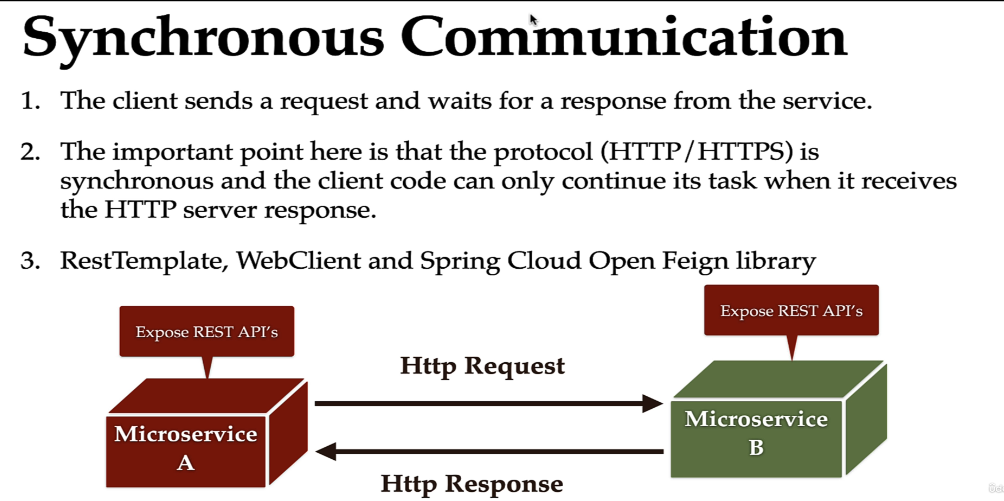 Synchronous Communication
1. The client sends a request and waits for a response from the service.
2. The important point here is that the protocol (HTTP/HTTPS) is
synchronous and the client code can only continue its task when it receives
the HTTP server response.
3. RestTemplate, WebClient and Spring Cloud Open Feign library
Expose REST API's
Expose REST API's
Http Request
Microservice
A
Microservice
B
Http Response